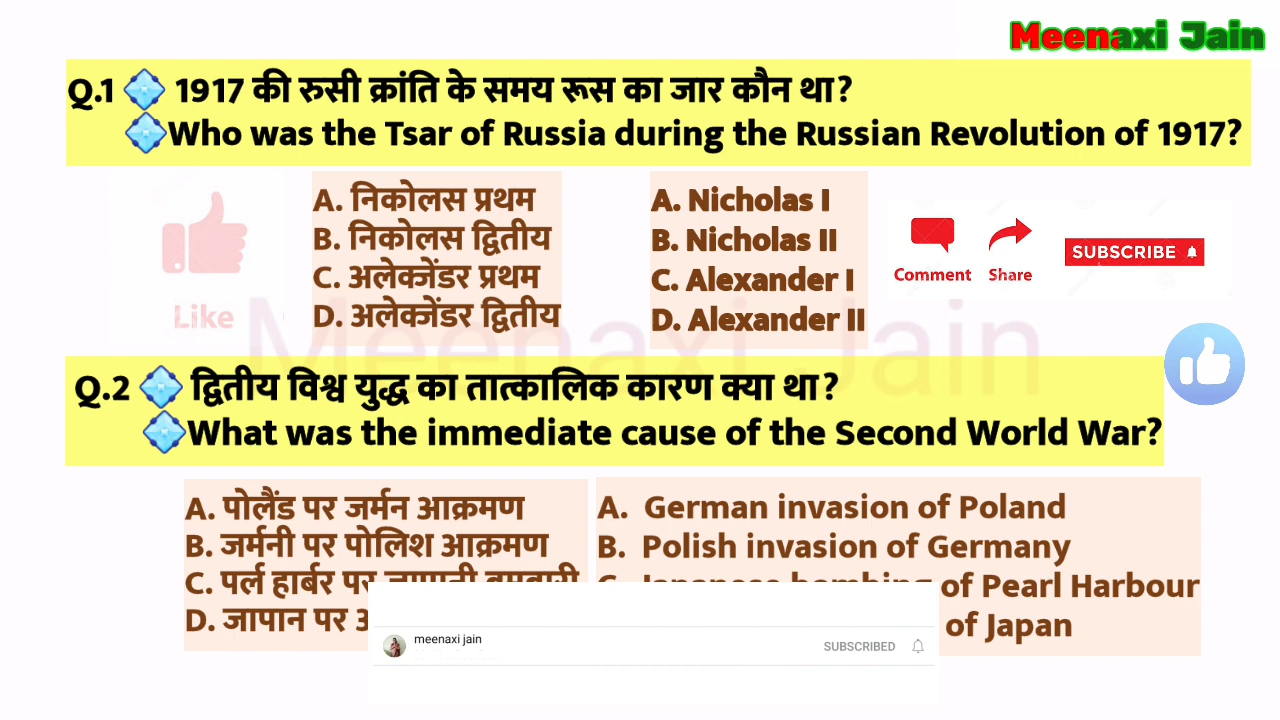 Meenaxi Jain
Q.1 1917 की रुसी क्रांति के समय रूस का जार कौन था?
Who was the Tsar of Russia during the Russian Revolution of 1917?
A. निकोलस प्रथम
B. निकोलस द्वितीय
C. अलेक्जेंडर प्रथम
D. अलेक्जेंडर द्वितीय
A. Nicholas I
B. Nicholas II
C. Alexander I
D. Alexander II
Like
Comment Share
SUBSCRIBE
Meenaxi Jain
Q.2 द्वितीय विश्व युद्ध का तात्कालिक कारण क्या था?
What was the immediate cause of the Second World War?
A. पोलैंड पर जर्मन आक्रमण
B. जर्मनी पर पोलिश आक्रमण
C. पर्ल हार्बर पर
D. जापान पर
A. German invasion of Poland
B. Polish invasion of Germany
of Pearl Harbour
of Japan
meenaxi jain
SUBSCRIBED